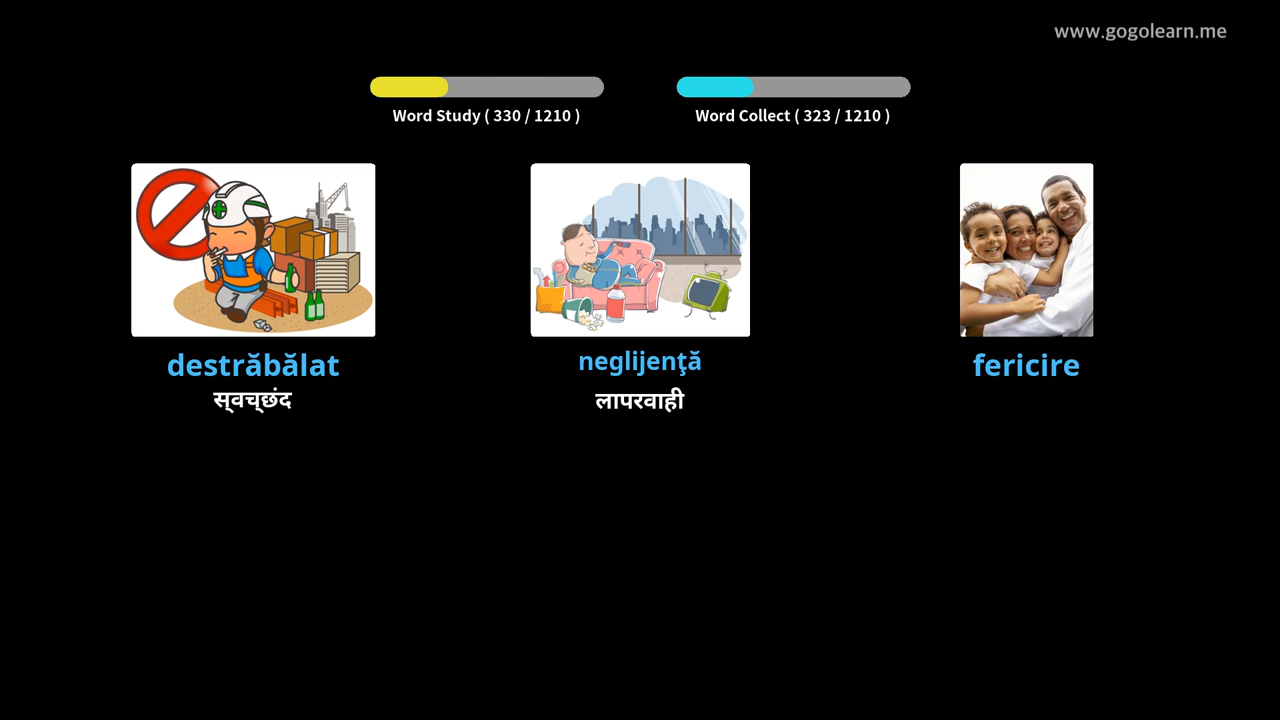 www.gogolearn.me
Word Study ( 330 / 1210 )
Word Collect ( 323 / 1210 )
destrăbălat
neglijenţă
fericire
स्वच्छंद
लापरवाही